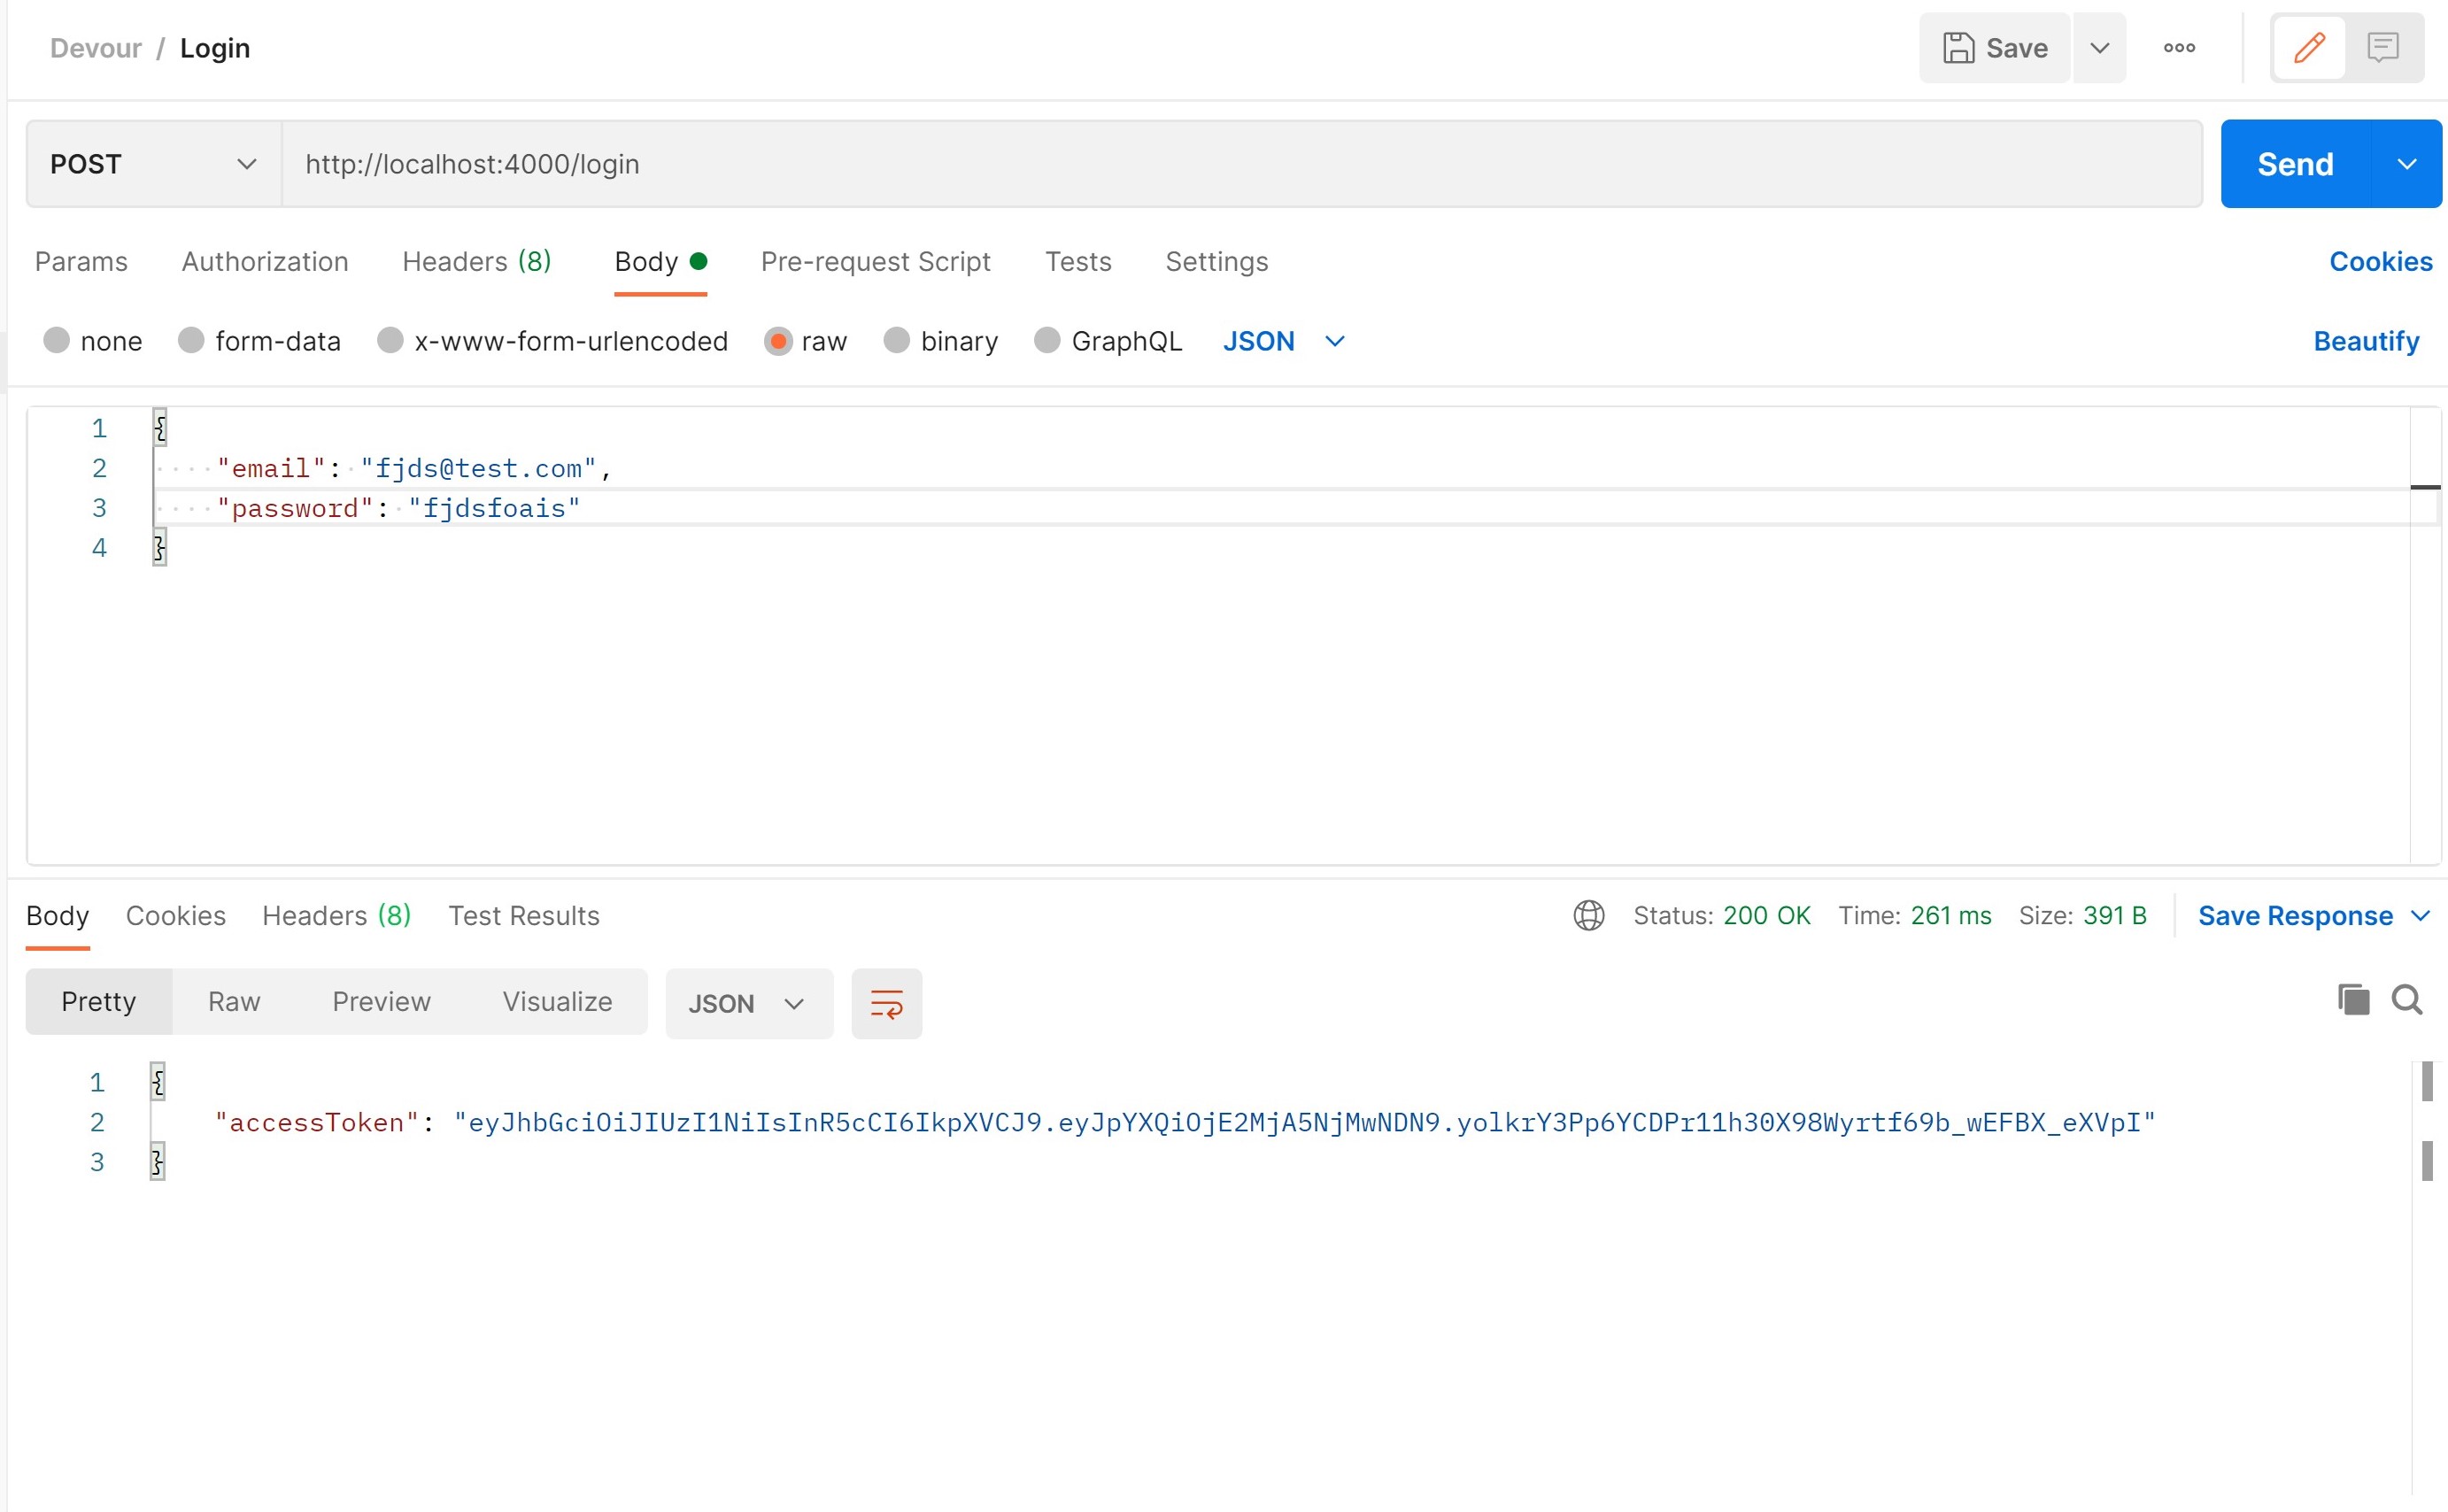 Devour / Login
Save
POST http://localhost:4000/login Send
Params Authorization Headers (8) Body Pre-request Script Tests Settings Cookies
none form-data x-www-form-urlencoded raw binary GraphQL JSON Beautify
1 {
2 "email": "fjds@test.com",
3 "password": "fjdsfoais"
4 }
Body Cookies Headers (8) Test Results Status: 200 OK Time: 261 ms Size: 391 B Save Response
Pretty Raw Preview Visualize JSON
1 {
2 "accessToken": "eyJhbGciOiJIUzI1NiIsInR5cCI6IkpXVCJ9.eyJpYXQiOjE2MjA5NjMwNDN9.yolkrY3Pp6YCDPr11h30X98Wyrtf69b_wEFBX_eXVpI"
3 }